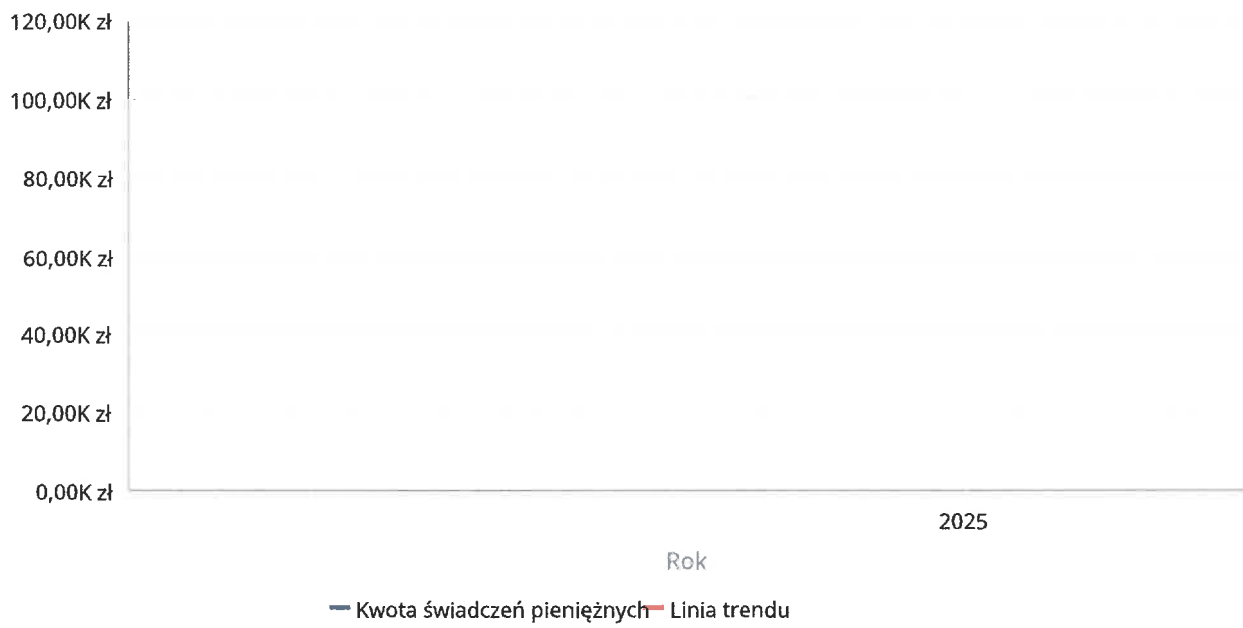 120,00K zł
100,00K zł
80,00K zł
60,00K zł
40,00K zł
20,00K zł
0,00K zł
2025
Rok
Kwota świadczeń pieniężnych Linia trendu